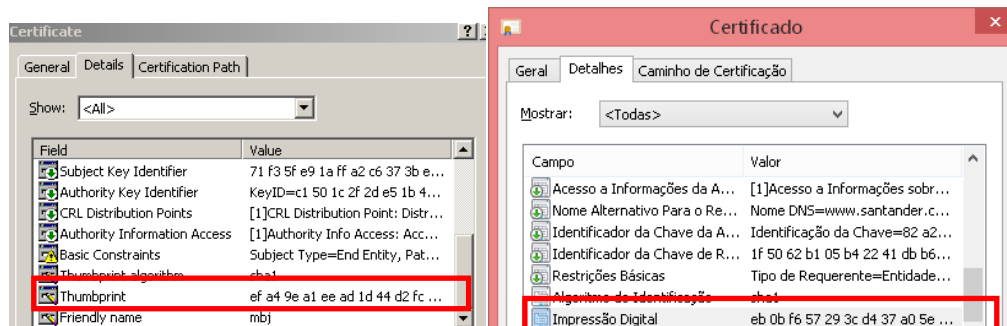 Certificate
General Details Certification Path
Show: <All>
Field Value
Subject Key Identifier 71 f3 5f e9 1a ff a2 c6 37 3b e...
Authority Key Identifier KeyID=c1 50 1c 2f 2d e5 1b 4...
CRL Distribution Points [1]CRL Distribution Point: Distr...
Authority Information Access [1]Authority Info Access: Acc...
Basic Constraints Subject Type=End Entity, Pat...
Thumbprint algorithm sha1
Thumbprint ef a4 9e a1 ee ad 1d 44 d2 fc ...
Friendly name mbj
Certificado
Geral Detalhes Caminho de Certificação
Mostrar: <Todas>
Campo Valor
Acesso a Informações da A... [1]Acesso a Informações sobr...
Nome Alternativo Para o Re... Nome DNS=www.santander.c...
Identificador da Chave da A... Identificação da Chave=82 a2...
Identificador da Chave de R... 1f 50 62 b1 05 b4 22 41 db b6...
Restrições Básicas Tipo de Requerente=Entidade...
Algoritmo de Identificação sha1
Impressão Digital eb 0b f6 57 29 3c d4 37 a0 5e ...